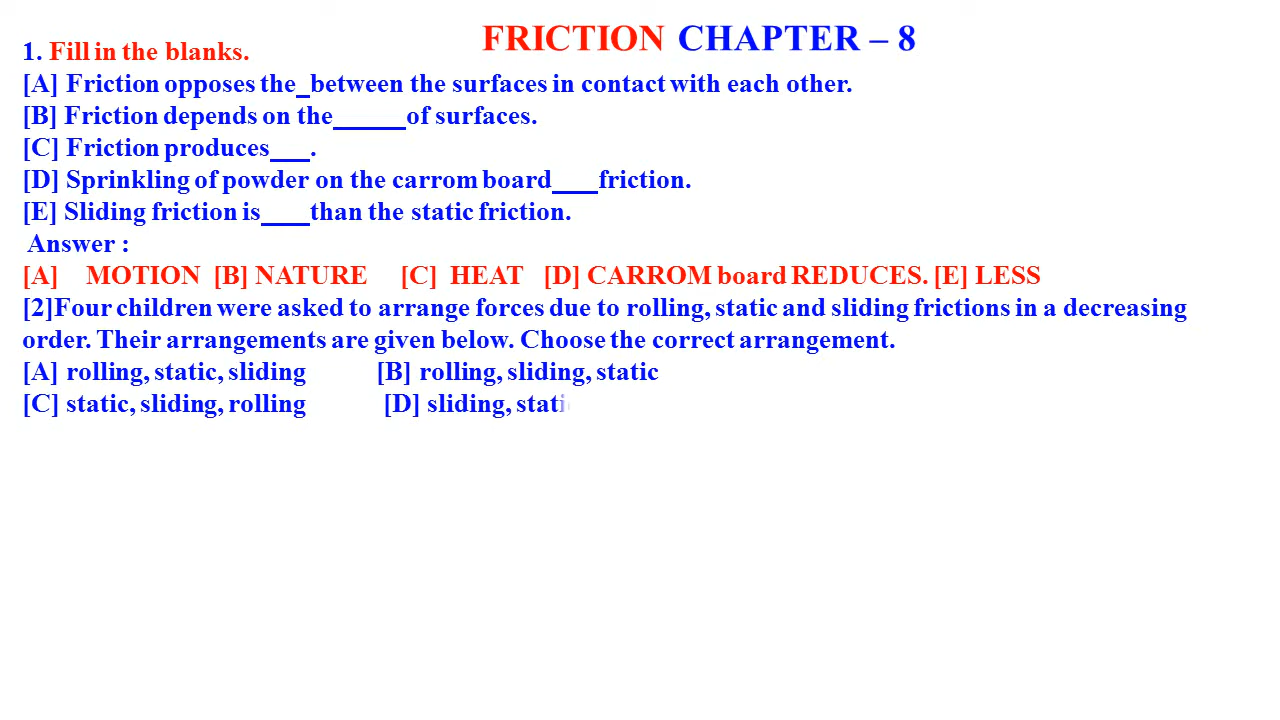 FRICTION CHAPTER – 8
1. Fill in the blanks.
[A] Friction opposes the_between the surfaces in contact with each other.
[B] Friction depends on the_____of surfaces.
[C] Friction produces___.
[D] Sprinkling of powder on the carrom board___friction.
[E] Sliding friction is___than the static friction.
Answer :
[A] MOTION [B] NATURE [C] HEAT [D] CARROM board REDUCES. [E] LESS
[2]Four children were asked to arrange forces due to rolling, static and sliding frictions in a decreasing
order. Their arrangements are given below. Choose the correct arrangement.
[A] rolling, static, sliding [B] rolling, sliding, static
[C] static, sliding, rolling [D] sliding, stati